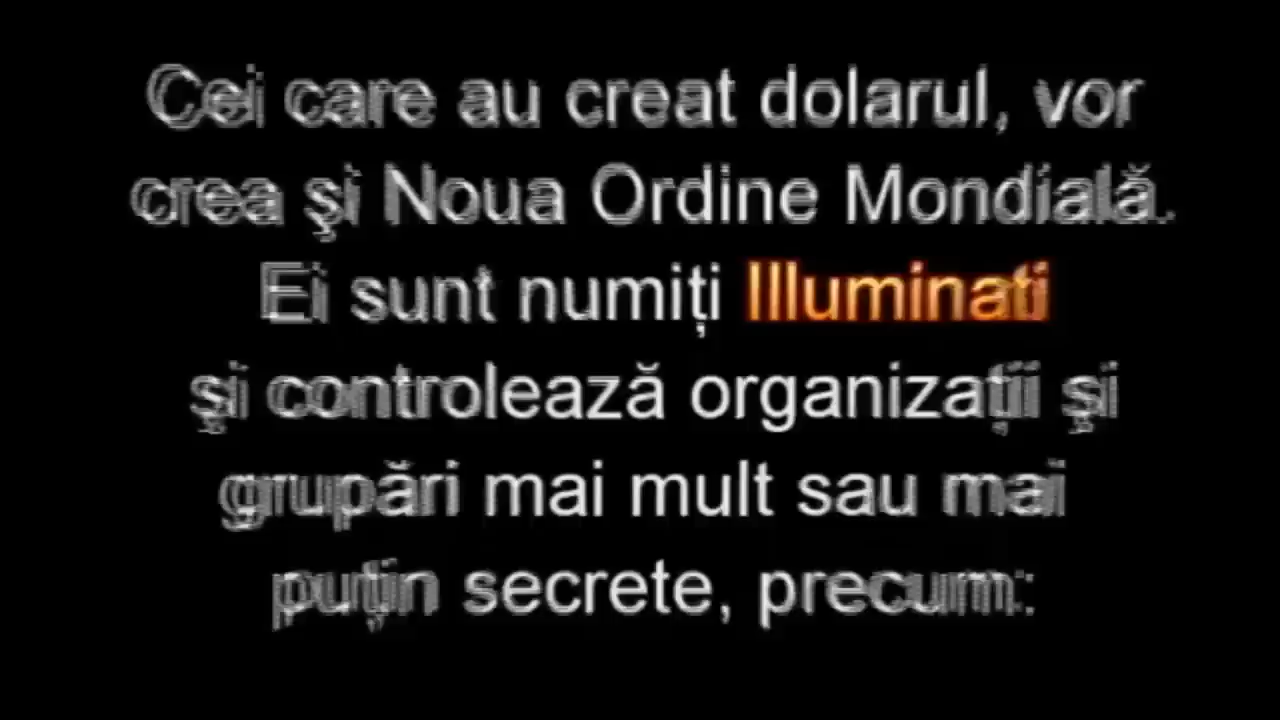 Cei care au creat dolarul, vor
crea şi Noua Ordine Mondială.
Ei sunt numiți Illuminati
şi controlează organizații şi
grupări mai mult sau mai
puțin secrete, precum: